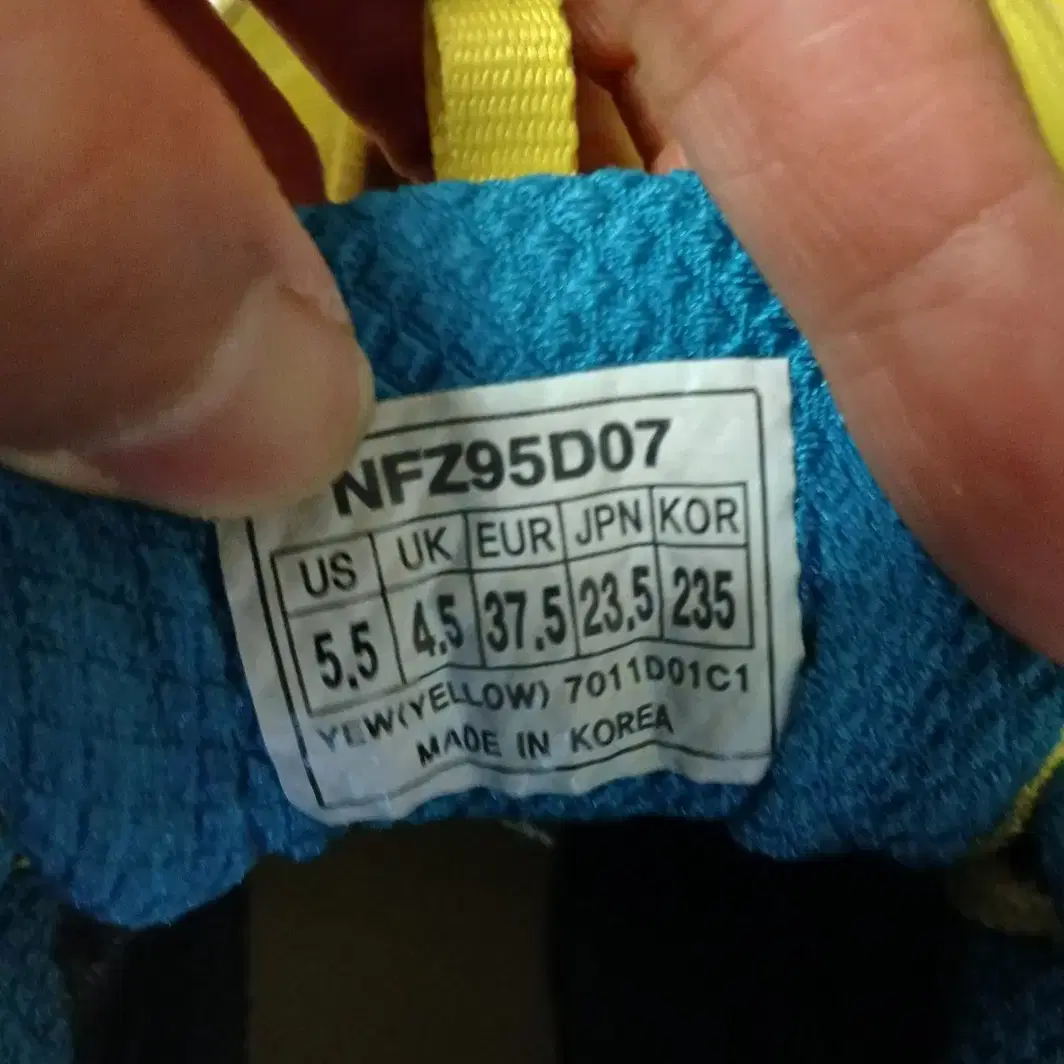 NFZ95D07
US UK EUR JPN KOR
5.5 4.5 37.5 23.5 235
YEW(YELLOW) 7011D01C1
MADE IN KOREA